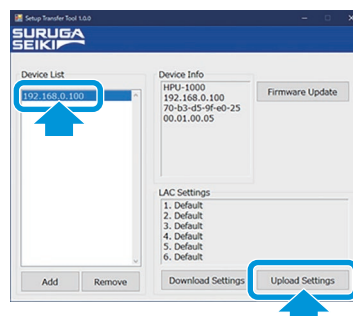 Setup Transfer Tool 1.0.0
SURUGA
SEIKI
Device List
192.168.0.100
Add
Remove
Device Info
HPU-1000
192.168.0.100
70-b3-d5-9f-e0-25
00.01.00.05
Firmware Update
LAC Settings
1. Default
2. Default
3. Default
4. Default
5. Default
6. Default
Download Settings
Upload Settings